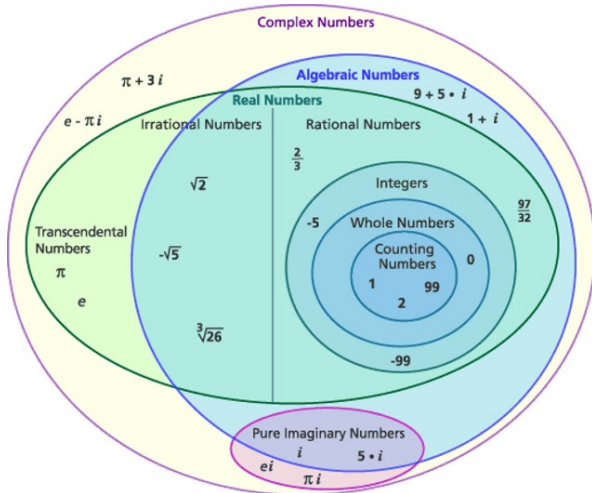 Complex Numbers
π + 3 i
Algebraic Numbers
9 + 5 • i
Real Numbers
e - π i
Irrational Numbers
Rational Numbers
1 + i
2/3
√2
Integers
97/32
-5
Whole Numbers
Transcendental
Numbers
-√5
Counting
Numbers
0
π
1
99
e
2
∛26
-99
Pure Imaginary Numbers
i
5 • i
ei
π i